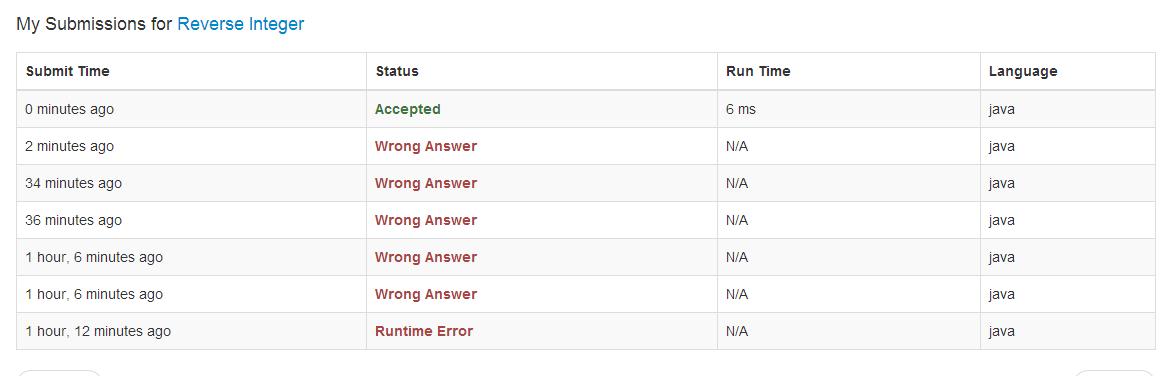 My Submissions for Reverse Integer
Submit Time Status Run Time Language
0 minutes ago Accepted 6 ms java
2 minutes ago Wrong Answer N/A java
34 minutes ago Wrong Answer N/A java
36 minutes ago Wrong Answer N/A java
1 hour, 6 minutes ago Wrong Answer N/A java
1 hour, 6 minutes ago Wrong Answer N/A java
1 hour, 12 minutes ago Runtime Error N/A java